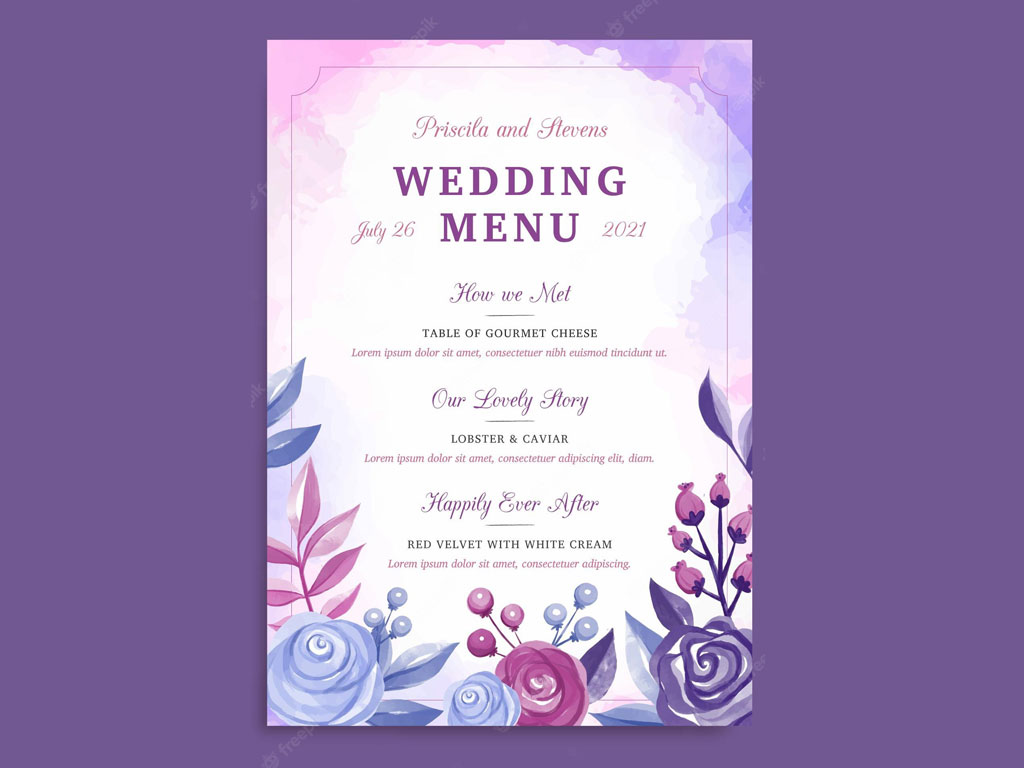 Priscila and Stevens
WEDDING
MENU
July 26
2021
How we Met
TABLE OF GOURMET CHEESE
Lorem ipsum dolor sit amet, consectetuer nibh euismod tincidunt ut.
Our Lovely Story
LOBSTER & CAVIAR
Lorem ipsum dolor sit amet, consectetuer adipiscing elit, diam.
Happily Ever After
RED VELVET WITH WHITE CREAM
Lorem ipsum dolor sit amet, consectetuer adipiscing.